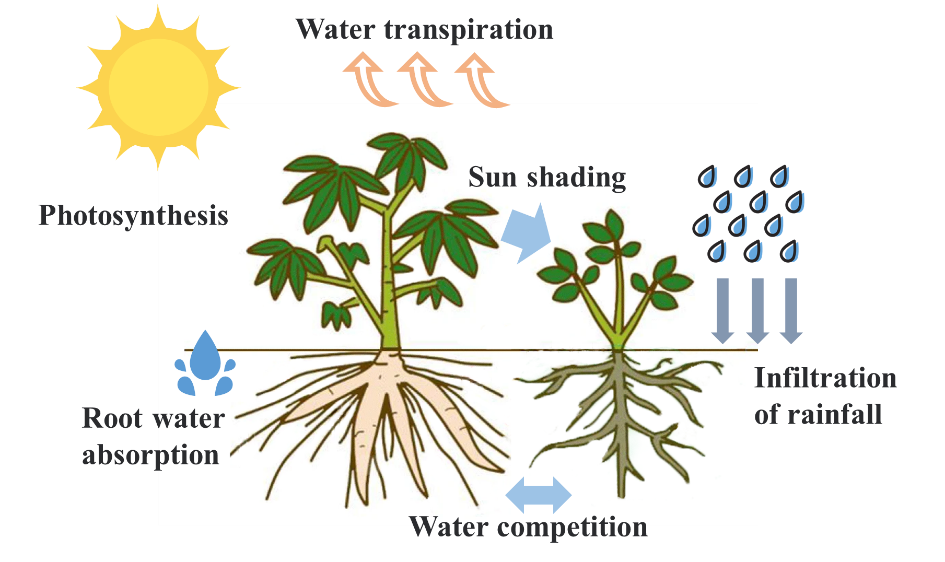 Water transpiration
Sun shading
Photosynthesis
Infiltration
of rainfall
Root water
absorption
Water competition